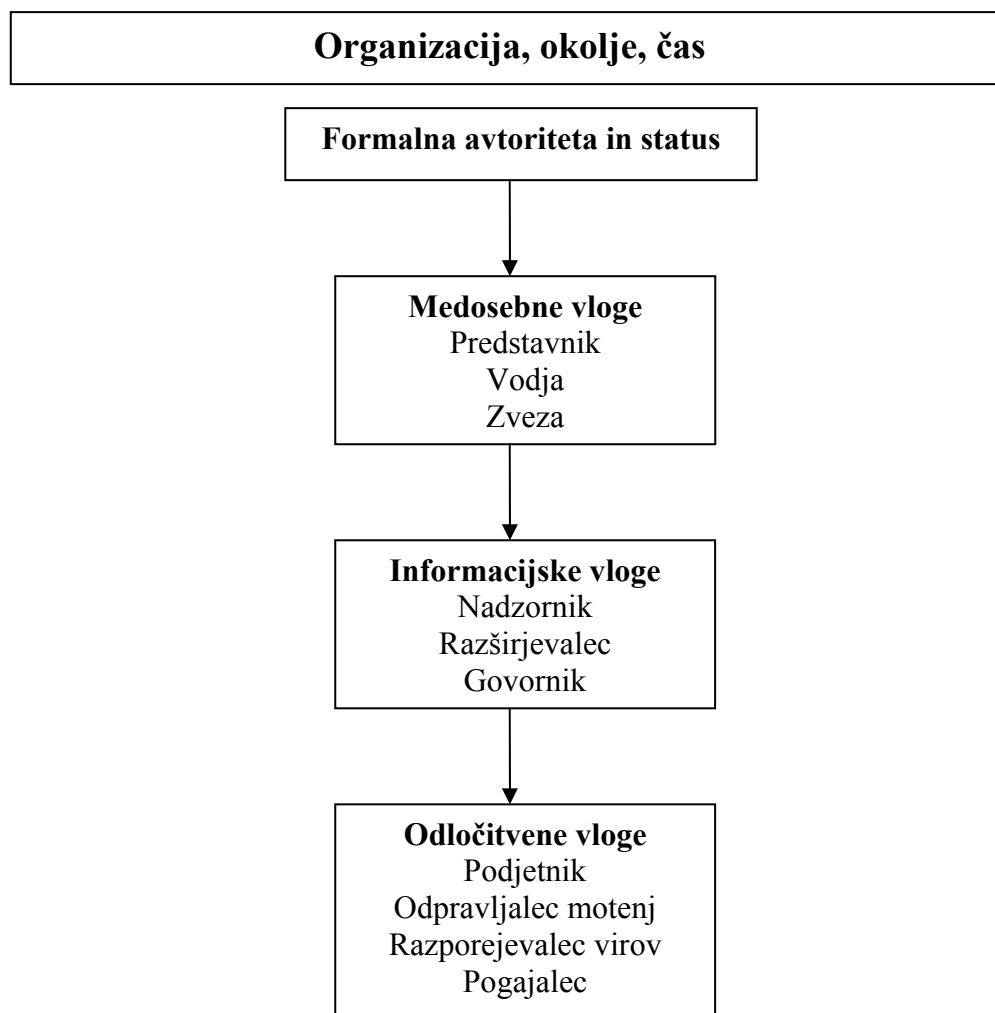 Organizacija, okolje, čas
Formalna avtoriteta in status
Medosebne vloge
Predstavnik
Vodja
Zveza
Informacijske vloge
Nadzornik
Razširjevalec
Govornik
Odločitvene vloge
Podjetnik
Odpravljalec motenj
Razporejevalec virov
Pogajalec